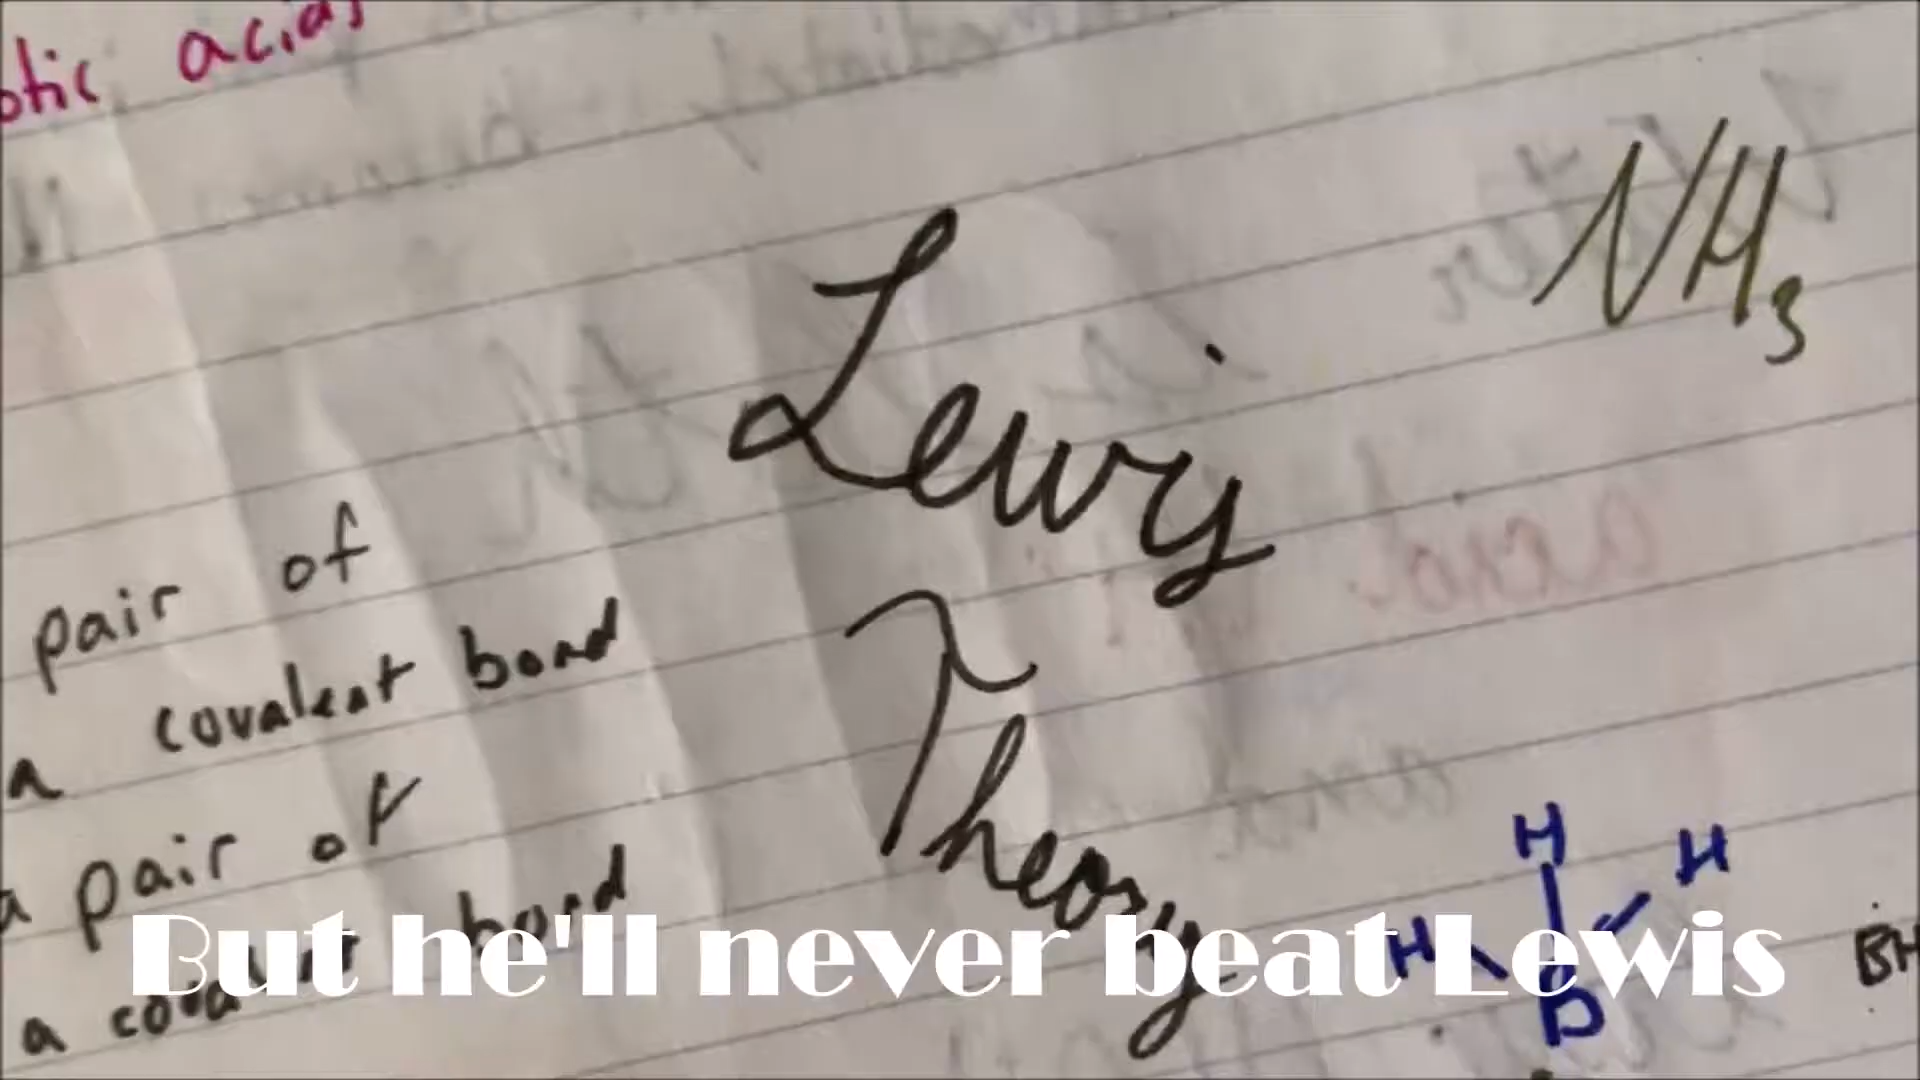 otic acids
NH3
Lewis
Theory
pair of
a covalent bond
a pair of
a covalent bond
H
H
H
B
BH
But he'll never beat Lewis